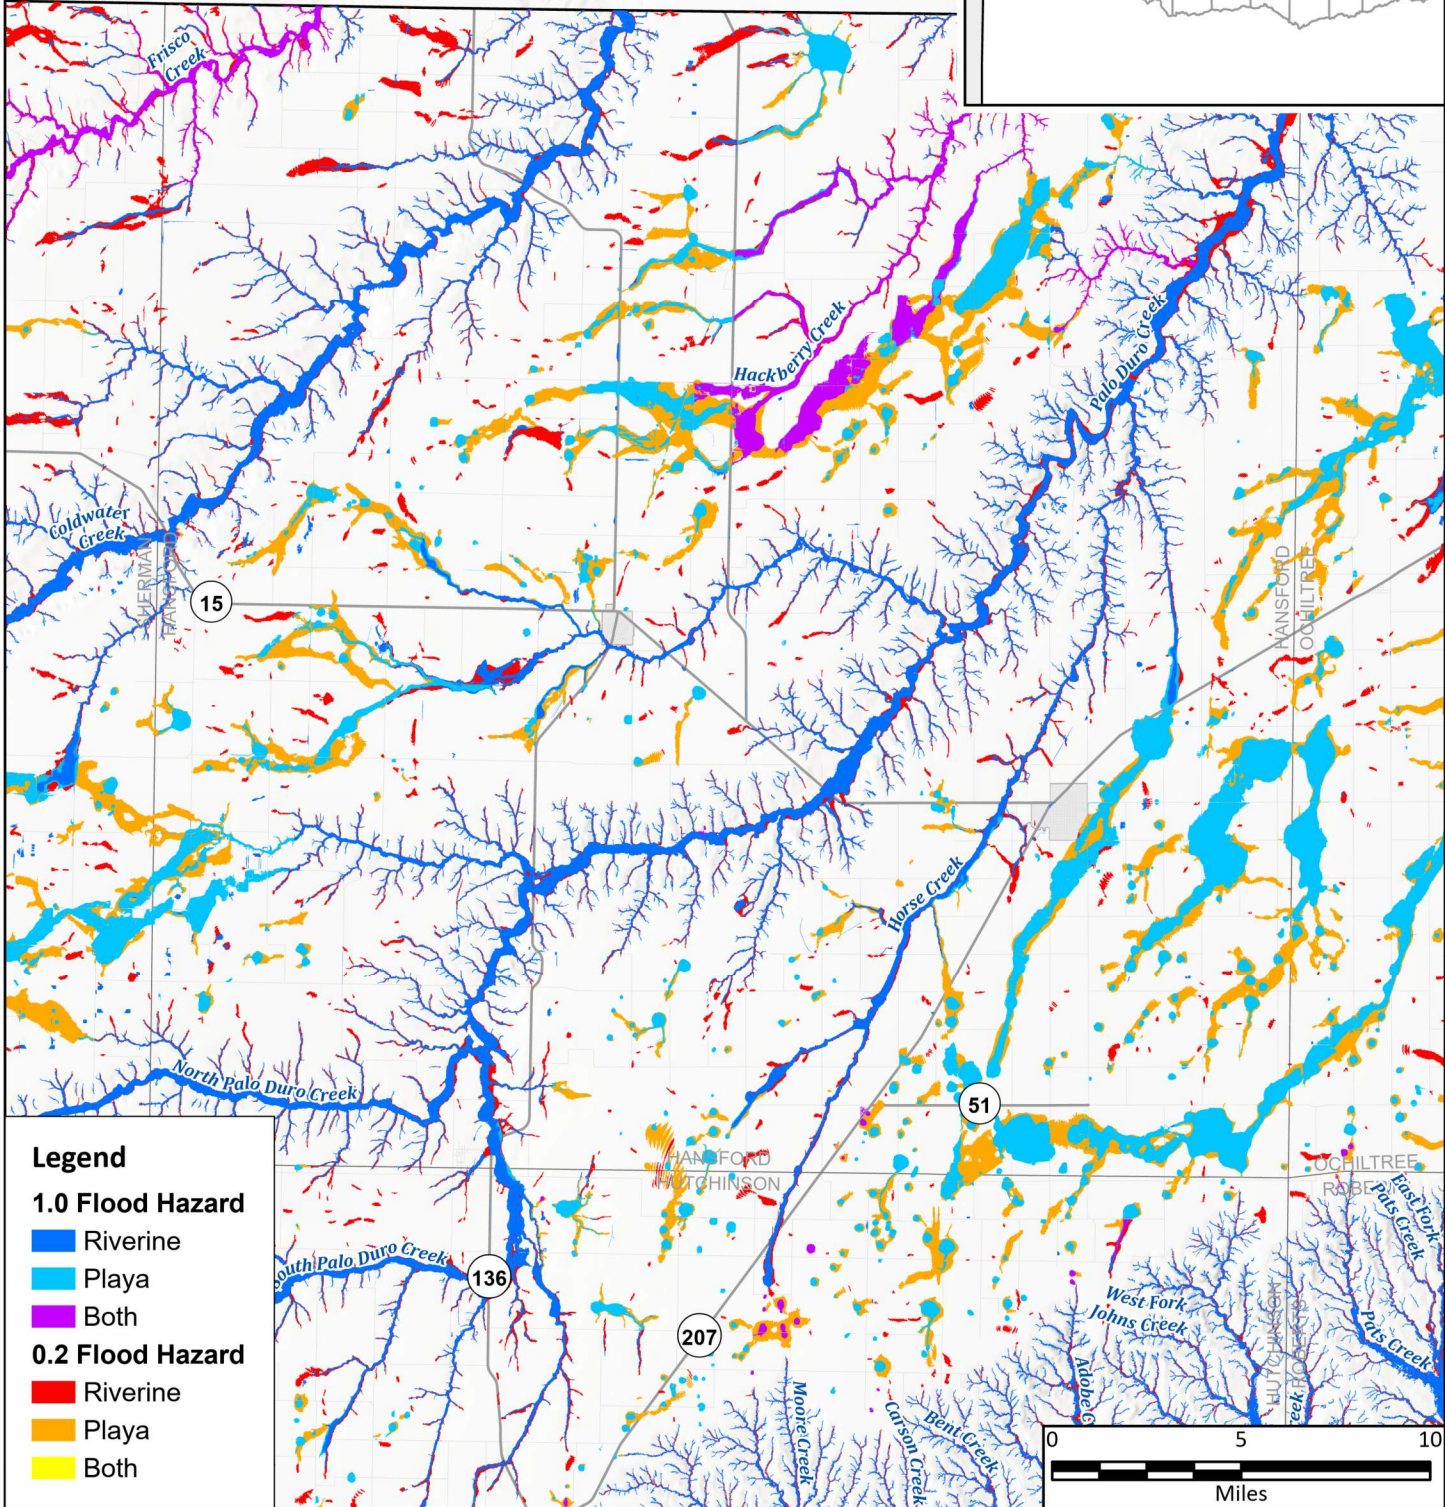 Frisco
Creek
Hackberry Creek
Palo Duro Creek
Coldwater
Creek
SHERMAN
HANSFORD
15
HANSFORD
OCHILTREE
Horse Creek
North Palo Duro Creek
51
HANSFORD
HUTCHINSON
OCHILTREE
East Fork
Pats Creek
South Palo Duro Creek
136
207
West Fork
Johns Creek
Pats Creek
HUTCHINSON
Moore Creek
Carson Creek
Bent Creek
Legend
1.0 Flood Hazard
Riverine
Playa
Both
0.2 Flood Hazard
Riverine
Playa
Both
0 5 10
Miles